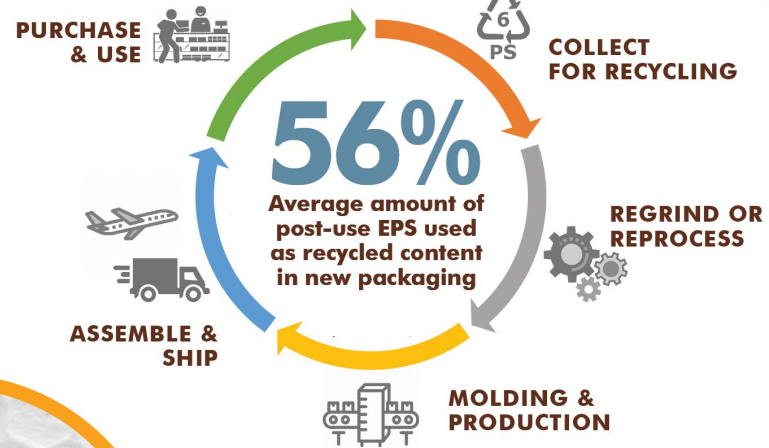 PURCHASE
& USE
6
PS
COLLECT
FOR RECYCLING
56%
Average amount of
post-use EPS used
as recycled content
in new packaging
REGRIND OR
REPROCESS
ASSEMBLE &
SHIP
MOLDING &
PRODUCTION